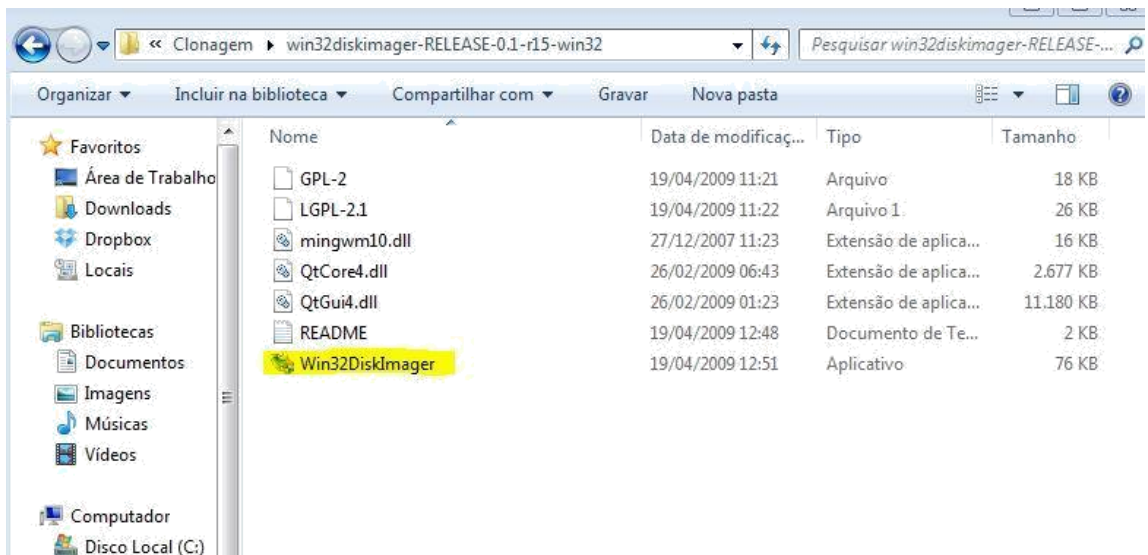 « Clonagem ▸ win32diskimager-RELEASE-0.1-r15-win32 Pesquisar win32diskimager-RELEASE-...
Organizar Incluir na biblioteca Compartilhar com Gravar Nova pasta
Favoritos
Área de Trabalho
Downloads
Dropbox
Locais
Bibliotecas
Documentos
Imagens
Músicas
Vídeos
Computador
Disco Local (C:)
Nome Data de modificaç... Tipo Tamanho
GPL-2 19/04/2009 11:21 Arquivo 18 KB
LGPL-2.1 19/04/2009 11:22 Arquivo 1 26 KB
mingwm10.dll 27/12/2007 11:23 Extensão de aplica... 16 KB
QtCore4.dll 26/02/2009 06:43 Extensão de aplica... 2.677 KB
QtGui4.dll 26/02/2009 01:23 Extensão de aplica... 11.180 KB
README 19/04/2009 12:48 Documento de Te... 2 KB
Win32DiskImager 19/04/2009 12:51 Aplicativo 76 KB